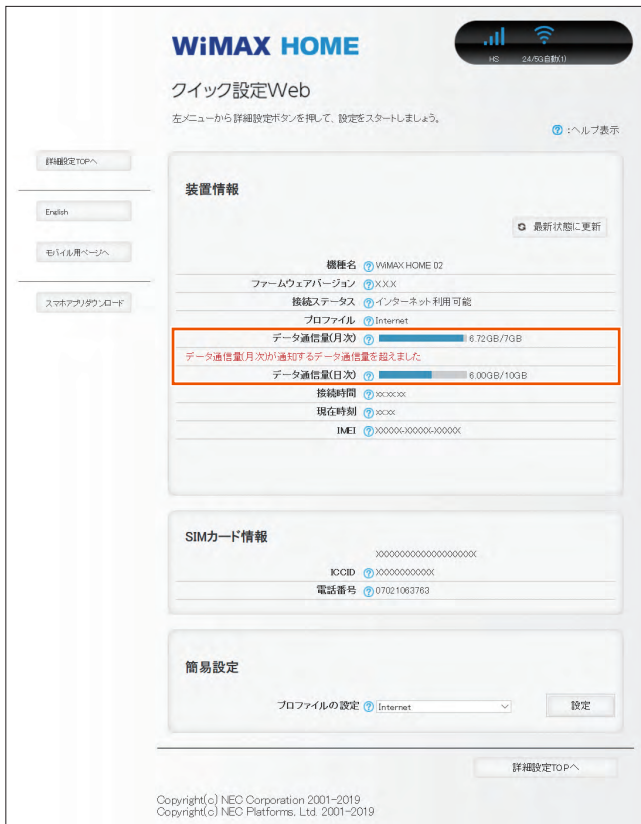 WiMAX HOME
HS 24/5G自動(1)
クイック設定Web
左メニューから詳細設定ボタンを押して、設定をスタートしましょう。
?:ヘルプ表示
詳細設定TOPへ
English
モバイル用ページへ
スマホアプリダウンロード
装置情報
最新状態に更新
機種名 ? WiMAX HOME 02
ファームウェアバージョン ? X.X.X
接続ステータス ? インターネット利用可能
プロファイル ? Internet
データ通信量(月次) ? 6.72GB/7GB
データ通信量(月次)が通知するデータ通信量を超えました
データ通信量(日次) ? 6.00GB/10GB
接続時間 ? xx:xx:xx
現在時刻 ? xx:xx
IMEI ? XXXXX-XXXXX-XXXXX
SIMカード情報
XXXXXXXXXXXXXXXXXXX
ICCID ? XXXXXXXXXXX
電話番号 ? 07021063763
簡易設定
プロファイルの設定 ? Internet 設定
詳細設定TOPへ
Copyright(c) NEC Corporation 2001-2019
Copyright(c) NEC Platforms, Ltd. 2001-2019